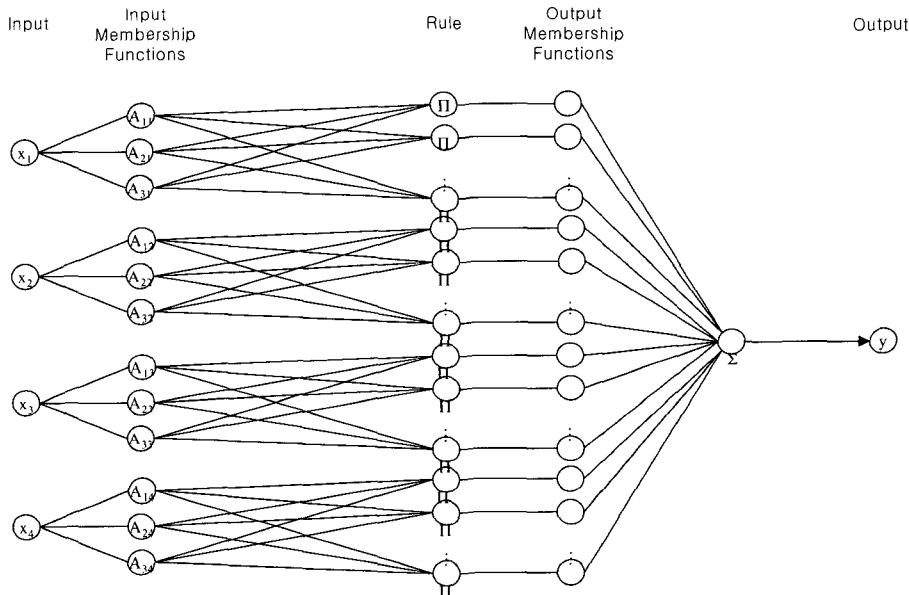 Input
Input
Membership
Functions
Rule
Output
Membership
Functions
Output
x₁
A₁₁
A₂₁
A₃₁
Π
Π
Π
x₂
A₁₂
A₂₂
A₃₂
Π
Π
Π
x₃
A₁₃
A₂₃
A₃₃
Π
Π
Π
x₄
A₁₄
A₂₄
A₃₄
Π
Π
Π
Σ
y